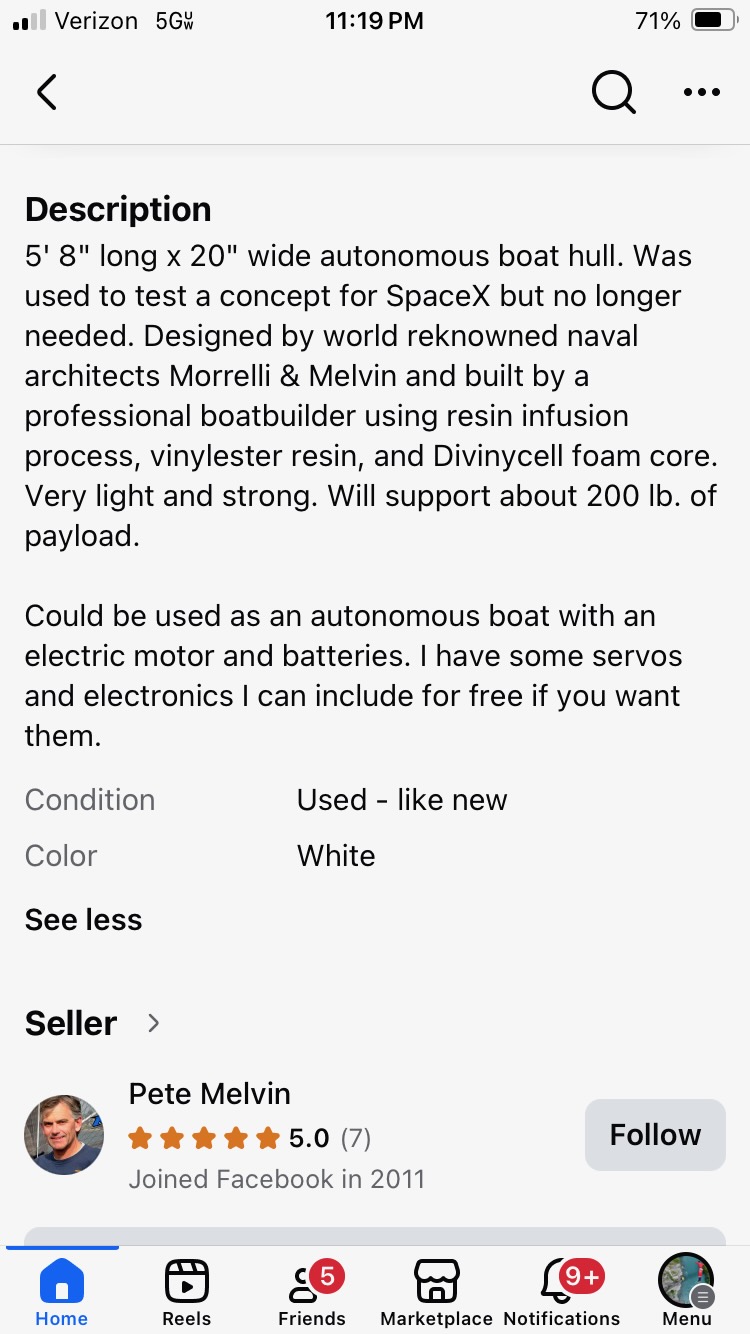 Verizon 5GW 11:19 PM 71%
Description
5' 8" long x 20" wide autonomous boat hull. Was
used to test a concept for SpaceX but no longer
needed. Designed by world reknowned naval
architects Morrelli & Melvin and built by a
professional boatbuilder using resin infusion
process, vinylester resin, and Divinycell foam core.
Very light and strong. Will support about 200 lb. of
payload.
Could be used as an autonomous boat with an
electric motor and batteries. I have some servos
and electronics I can include for free if you want
them.
Condition Used - like new
Color White
See less
Seller
Pete Melvin
5.0 (7)
Follow
Joined Facebook in 2011
5 9+
Home Reels Friends Marketplace Notifications Menu